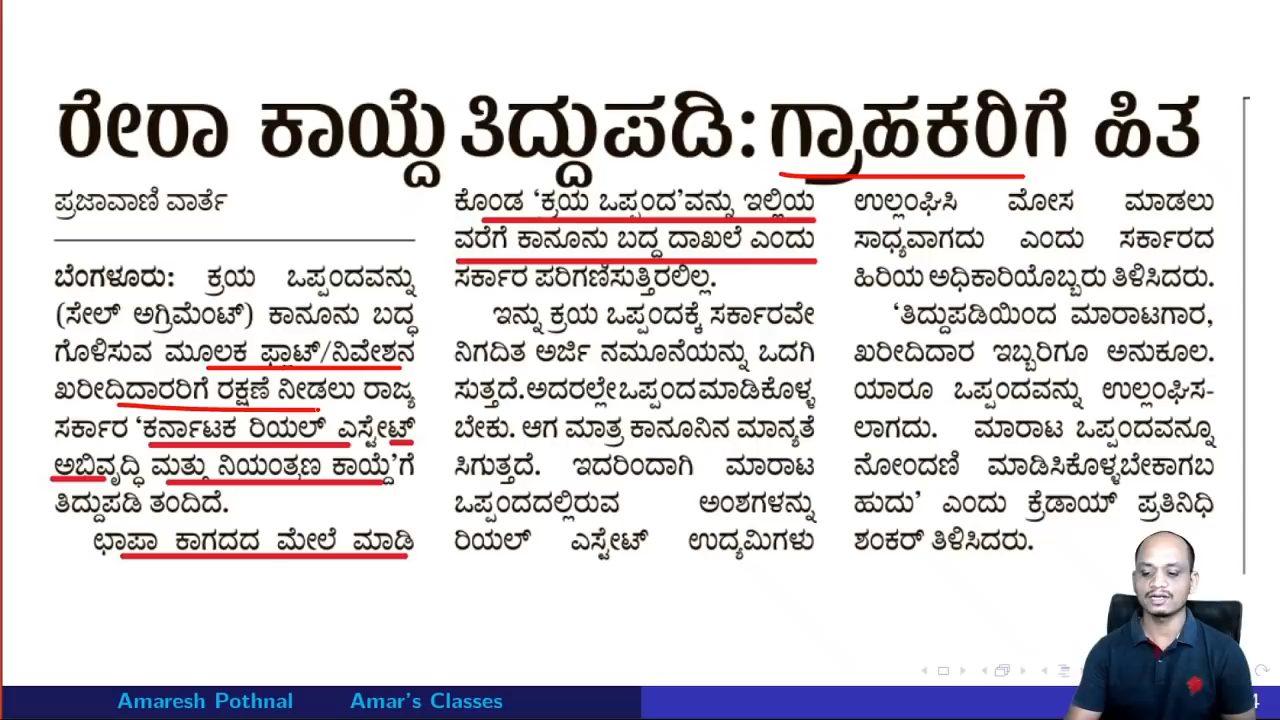 ರೇರಾ ಕಾಯ್ದೆ ತಿದ್ದುಪಡಿ: ಗ್ರಾಹಕರಿಗೆ ಹಿತ
ಪ್ರಜಾವಾಣಿ ವಾರ್ತೆ
ಬೆಂಗಳೂರು: ಕ್ರಯ ಒಪ್ಪಂದವನ್ನು
(ಸೇಲ್ ಅಗ್ರಿಮೆಂಟ್) ಕಾನೂನು ಬದ್ಧ
ಗೊಳಿಸುವ ಮೂಲಕ ಫ್ಲಾಟ್/ನಿವೇಶನ
ಖರೀದಿದಾರರಿಗೆ ರಕ್ಷಣೆ ನೀಡಲು ರಾಜ್ಯ
ಸರ್ಕಾರ ‘ಕರ್ನಾಟಕ ರಿಯಲ್ ಎಸ್ಟೇಟ್
ಅಭಿವೃದ್ಧಿ ಮತ್ತು ನಿಯಂತ್ರಣ ಕಾಯ್ದೆ’ಗೆ
ತಿದ್ದುಪಡಿ ತಂದಿದೆ.
ಛಾಪಾ ಕಾಗದದ ಮೇಲೆ ಮಾಡಿ
ಕೊಂಡ ‘ಕ್ರಯ ಒಪ್ಪಂದ’ವನ್ನು ಇಲ್ಲಿಯ
ವರೆಗೆ ಕಾನೂನು ಬದ್ಧ ದಾಖಲೆ ಎಂದು
ಸರ್ಕಾರ ಪರಿಗಣಿಸುತ್ತಿರಲಿಲ್ಲ.
ಇನ್ನು ಕ್ರಯ ಒಪ್ಪಂದಕ್ಕೆ ಸರ್ಕಾರವೇ
ನಿಗದಿತ ಅರ್ಜಿ ನಮೂನೆಯನ್ನು ಒದಗಿ
ಸುತ್ತದೆ. ಅದರಲ್ಲೇ ಒಪ್ಪಂದ ಮಾಡಿಕೊಳ್ಳ
ಬೇಕು. ಆಗ ಮಾತ್ರ ಕಾನೂನಿನ ಮಾನ್ಯತೆ
ಸಿಗುತ್ತದೆ. ಇದರಿಂದಾಗಿ ಮಾರಾಟ
ಒಪ್ಪಂದದಲ್ಲಿರುವ ಅಂಶಗಳನ್ನು
ರಿಯಲ್ ಎಸ್ಟೇಟ್ ಉದ್ಯಮಿಗಳು
ಉಲ್ಲಂಘಿಸಿ ಮೋಸ ಮಾಡಲು
ಸಾಧ್ಯವಾಗದು ಎಂದು ಸರ್ಕಾರದ
ಹಿರಿಯ ಅಧಿಕಾರಿಯೊಬ್ಬರು ತಿಳಿಸಿದರು.
‘ತಿದ್ದುಪಡಿಯಿಂದ ಮಾರಾಟಗಾರ,
ಖರೀದಿದಾರ ಇಬ್ಬರಿಗೂ ಅನುಕೂಲ.
ಯಾರೂ ಒಪ್ಪಂದವನ್ನು ಉಲ್ಲಂಘಿಸ-
ಲಾಗದು. ಮಾರಾಟ ಒಪ್ಪಂದವನ್ನೂ
ನೋಂದಣಿ ಮಾಡಿಸಿಕೊಳ್ಳಬೇಕಾಗಬ
ಹುದು’ ಎಂದು ಕ್ರೆಡಾಯ್ ಪ್ರತಿನಿಧಿ
ಶಂಕರ್ ತಿಳಿಸಿದರು.
Amaresh Pothnal Amar's Classes